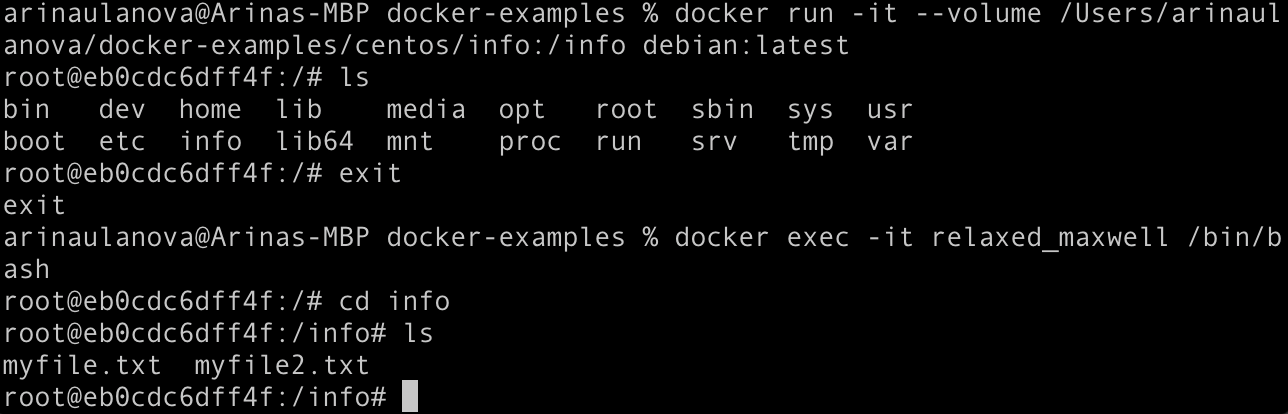 arinaulanova@Arinas-MBP docker-examples % docker run -it --volume /Users/arinaul
anova/docker-examples/centos/info:/info debian:latest
root@eb0cdc6dff4f:/# ls
bin   dev  home  lib    media  opt   root  sbin  sys  usr
boot  etc  info  lib64  mnt    proc  run   srv   tmp  var
root@eb0cdc6dff4f:/# exit
exit
arinaulanova@Arinas-MBP docker-examples % docker exec -it relaxed_maxwell /bin/b
ash
root@eb0cdc6dff4f:/# cd info
root@eb0cdc6dff4f:/info# ls
myfile.txt  myfile2.txt
root@eb0cdc6dff4f:/info#